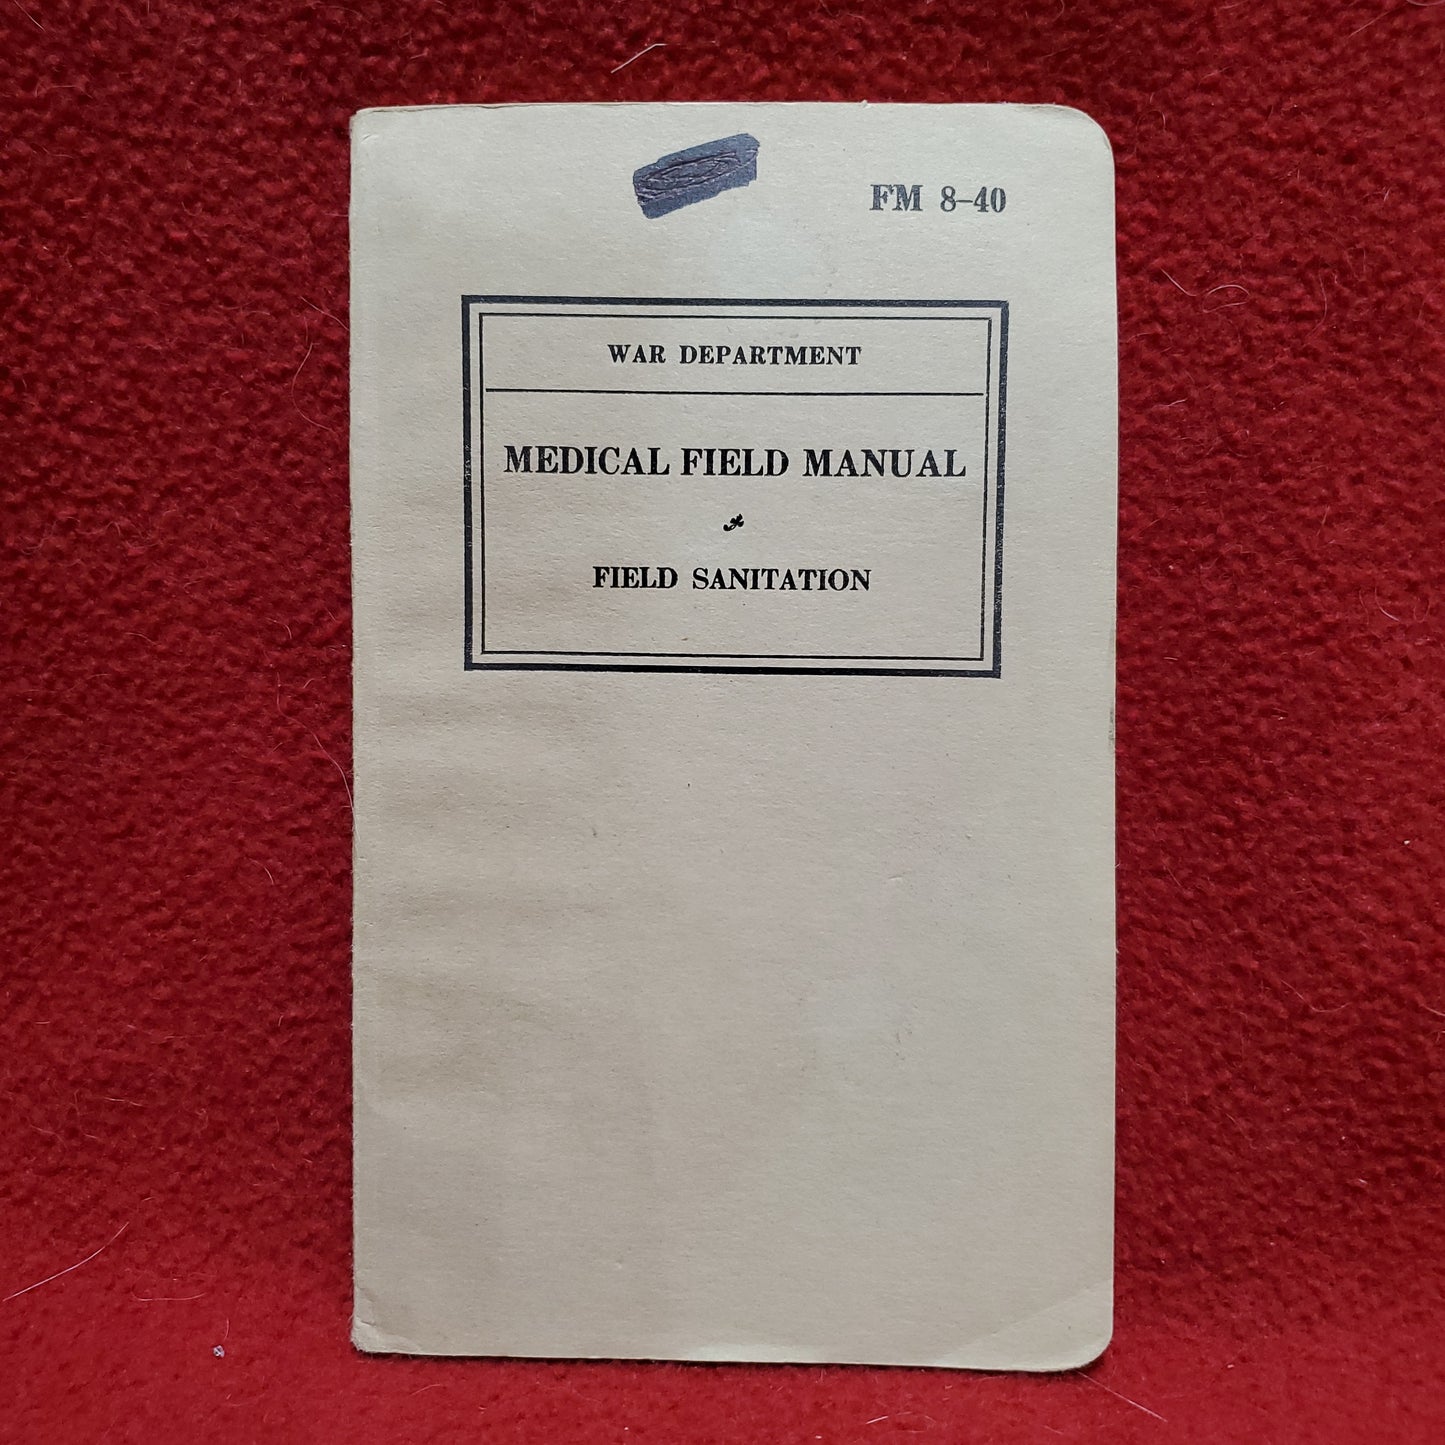 FM 8–40
WAR DEPARTMENT
MEDICAL FIELD MANUAL
FIELD SANITATION